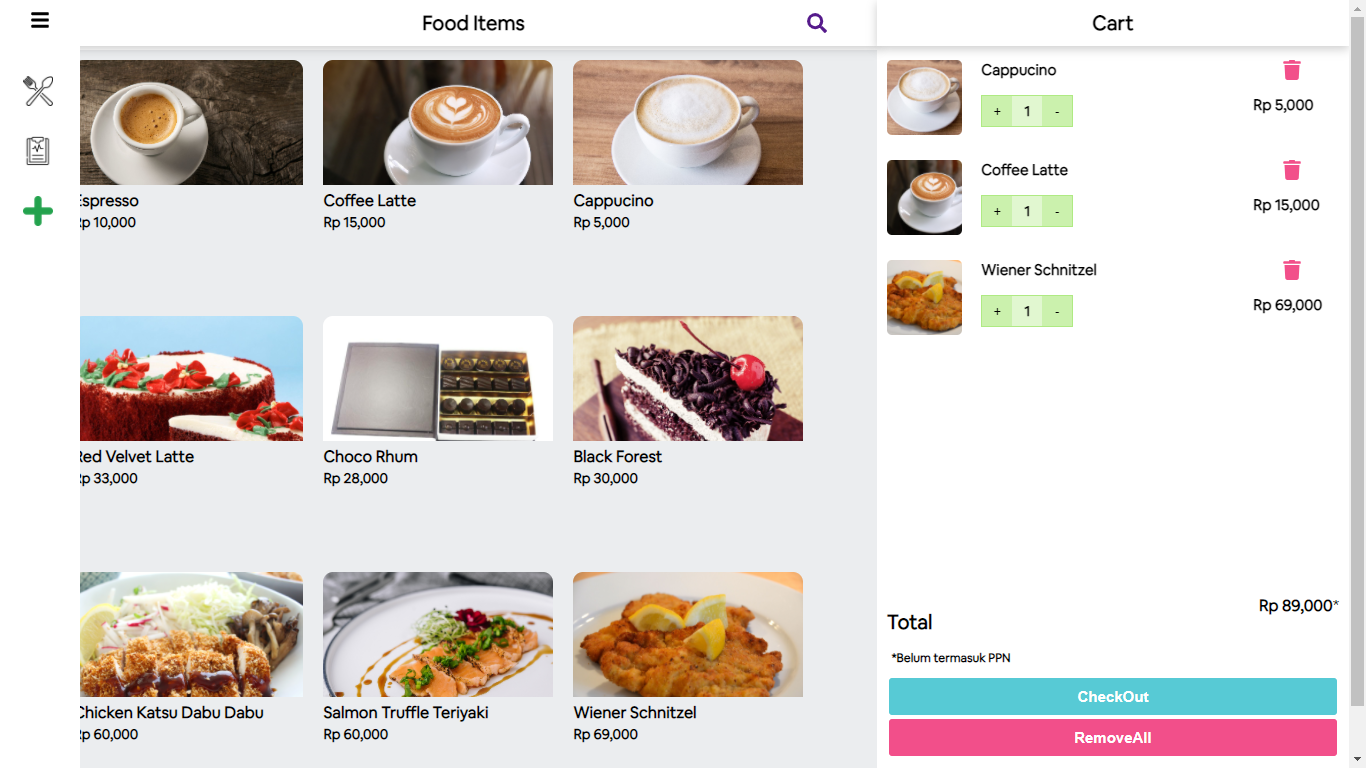 Food Items
Espresso
Rp 10,000
Coffee Latte
Rp 15,000
Cappucino
Rp 5,000
Red Velvet Latte
Rp 33,000
Choco Rhum
Rp 28,000
Black Forest
Rp 30,000
Chicken Katsu Dabu Dabu
Rp 60,000
Salmon Truffle Teriyaki
Rp 60,000
Wiener Schnitzel
Rp 69,000
Cart
Cappucino
+ 1 -
Rp 5,000
Coffee Latte
+ 1 -
Rp 15,000
Wiener Schnitzel
+ 1 -
Rp 69,000
Total
Rp 89,000*
*Belum termasuk PPN
CheckOut
RemoveAll